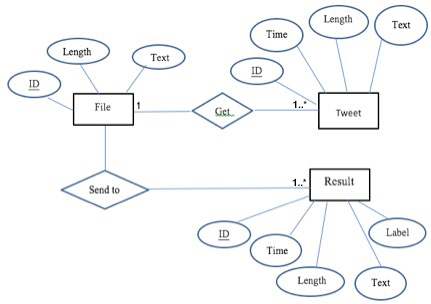 Length
Text
Time
Length
Text
ID
ID
File
1
Get
1..*
Tweet
Send to
1..*
Result
ID
Time
Length
Text
Label